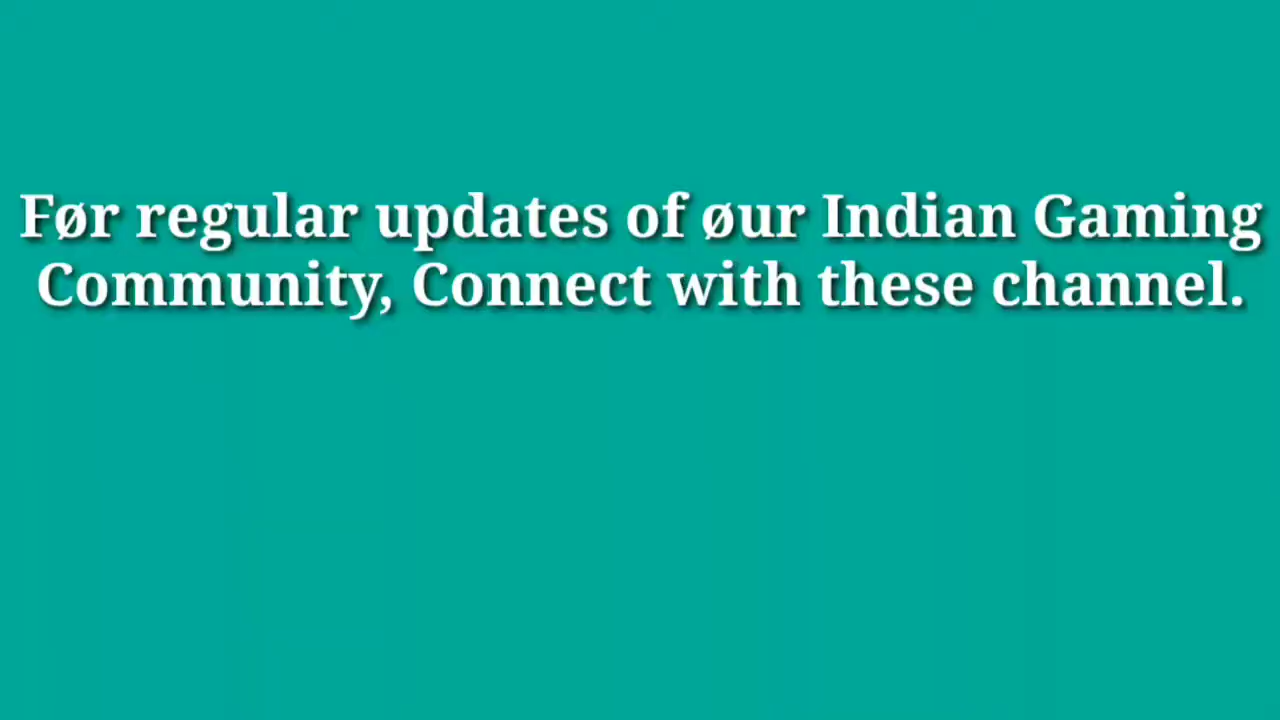 Før regular updates of øur Indian Gaming
Community, Connect with these channel.